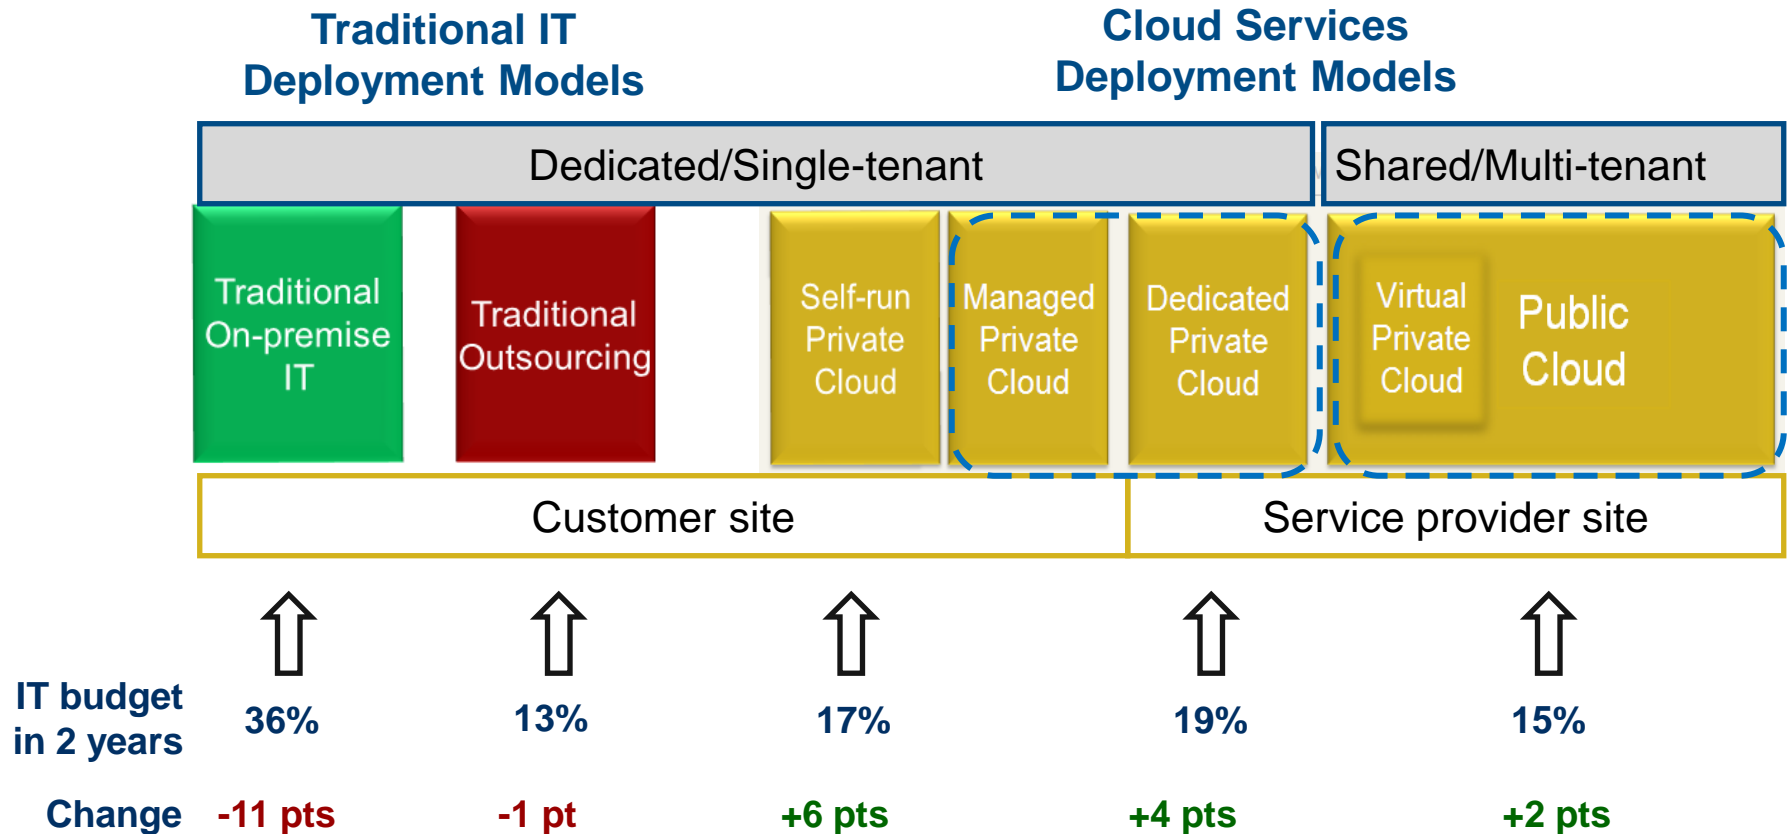 Traditional IT
Deployment Models
Cloud Services
Deployment Models
Dedicated/Single-tenant
Shared/Multi-tenant
Traditional
On-premise
IT
Traditional
Outsourcing
Self-run
Private
Cloud
Managed
Private
Cloud
Dedicated
Private
Cloud
Virtual
Private
Cloud
Public
Cloud
Customer site
Service provider site
IT budget
in 2 years
36%
13%
17%
19%
15%
Change
-11 pts
-1 pt
+6 pts
+4 pts
+2 pts